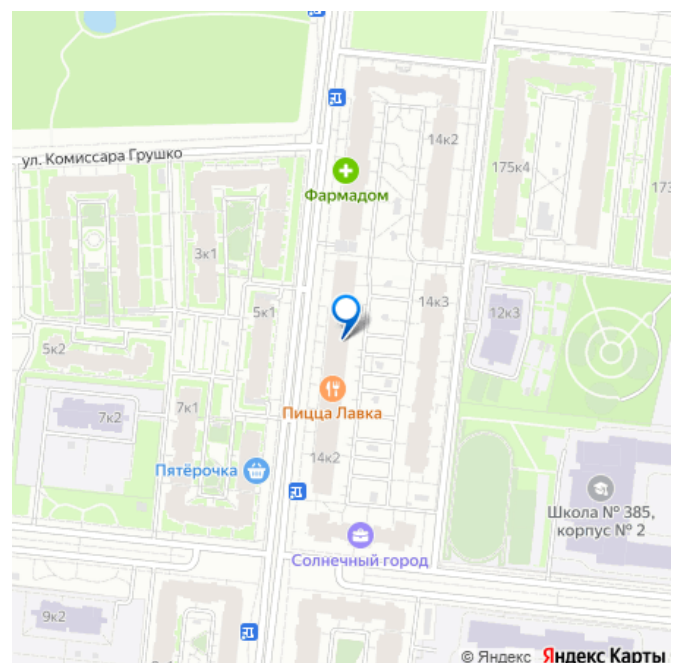 ул. Комиссара Грушко
14к2
175к4
173
Фармадом
3к1
5к1
14к3
12к3
5к2
7к1
7к2
Пицца Лавка
Пятёрочка
14к2
Школа № 385,
корпус № 2
Солнечный город
9к2
© Яндекс Яндекс Карты